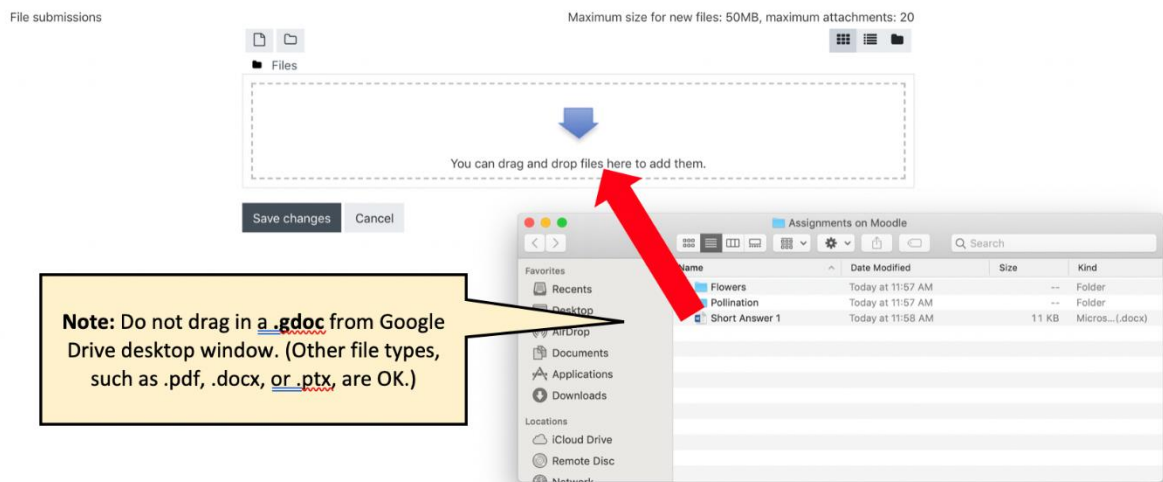 File submissions
Maximum size for new files: 50MB, maximum attachments: 20
Files
You can drag and drop files here to add them.
Save changes Cancel
Note: Do not drag in a .gdoc from Google
Drive desktop window. (Other file types,
such as .pdf, .docx, or .ptx, are OK.)
Assignments on Moodle
Search
Favorites
Recents
Desktop
AirDrop
Documents
Applications
Downloads
Locations
iCloud Drive
Remote Disc
Network
Name Date Modified Size Kind
Flowers Today at 11:57 AM -- Folder
Pollination Today at 11:57 AM -- Folder
Short Answer 1 Today at 11:58 AM 11 KB Micros...(.docx)